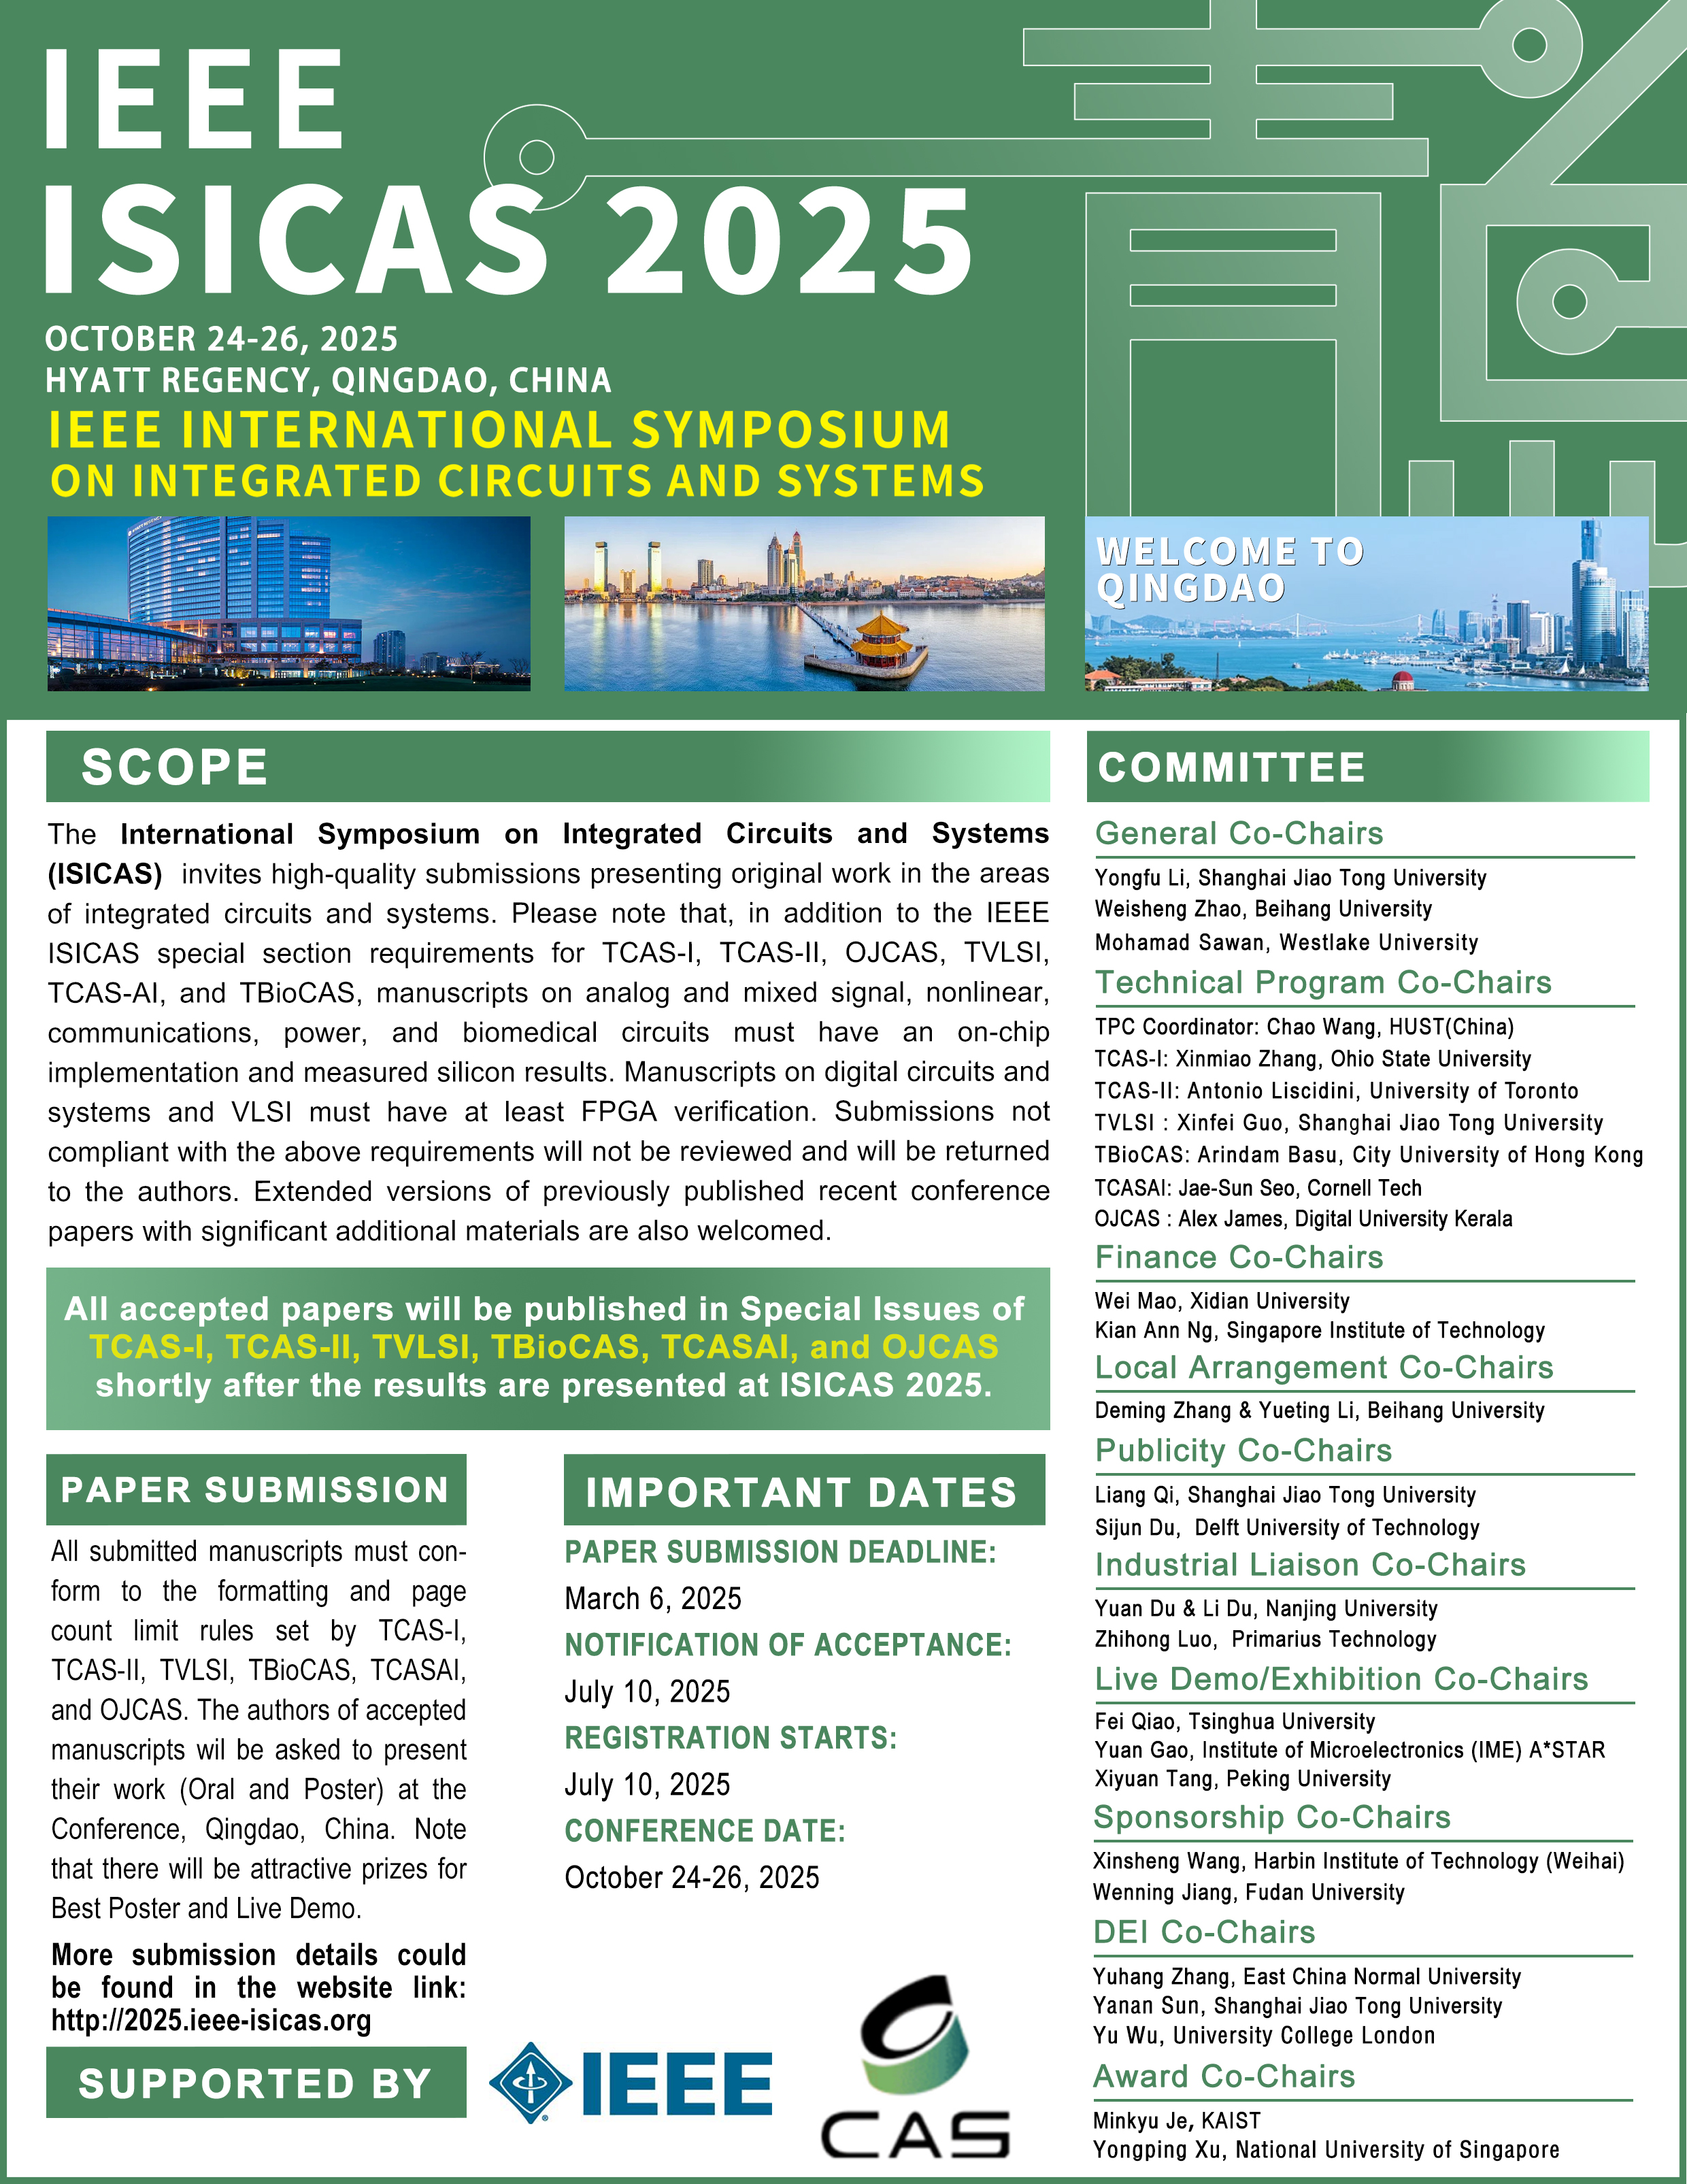 IEEE
ISICAS 2025
OCTOBER 24-26, 2025
HYATT REGENCY, QINGDAO, CHINA
IEEE INTERNATIONAL SYMPOSIUM
ON INTEGRATED CIRCUITS AND SYSTEMS
WELCOME TO
QINGDAO
SCOPE
The International Symposium on Integrated Circuits and Systems
(ISICAS) invites high-quality submissions presenting original work in the areas
of integrated circuits and systems. Please note that, in addition to the IEEE
ISICAS special section requirements for TCAS-I, TCAS-II, OJCAS, TVLSI,
TCAS-AI, and TBioCAS, manuscripts on analog and mixed signal, nonlinear,
communications, power, and biomedical circuits must have an on-chip
implementation and measured silicon results. Manuscripts on digital circuits and
systems and VLSI must have at least FPGA verification. Submissions not
compliant with the above requirements will not be reviewed and will be returned
to the authors. Extended versions of previously published recent conference
papers with significant additional materials are also welcomed.
All accepted papers will be published in Special Issues of
TCAS-I, TCAS-II, TVLSI, TBioCAS, TCASAI, and OJCAS
shortly after the results are presented at ISICAS 2025.
PAPER SUBMISSION
All submitted manuscripts must con-
form to the formatting and page
count limit rules set by TCAS-I,
TCAS-II, TVLSI, TBioCAS, TCASAI,
and OJCAS. The authors of accepted
manuscripts wil be asked to present
their work (Oral and Poster) at the
Conference, Qingdao, China. Note
that there will be attractive prizes for
Best Poster and Live Demo.
More submission details could
be found in the website link:
http://2025.ieee-isicas.org
IMPORTANT DATES
PAPER SUBMISSION DEADLINE:
March 6, 2025
NOTIFICATION OF ACCEPTANCE:
July 10, 2025
REGISTRATION STARTS:
July 10, 2025
CONFERENCE DATE:
October 24-26, 2025
SUPPORTED BY
IEEE
CAS
COMMITTEE
General Co-Chairs
Yongfu Li, Shanghai Jiao Tong University
Weisheng Zhao, Beihang University
Mohamad Sawan, Westlake University
Technical Program Co-Chairs
TPC Coordinator: Chao Wang, HUST(China)
TCAS-I: Xinmiao Zhang, Ohio State University
TCAS-II: Antonio Liscidini, University of Toronto
TVLSI : Xinfei Guo, Shanghai Jiao Tong University
TBioCAS: Arindam Basu, City University of Hong Kong
TCASAI: Jae-Sun Seo, Cornell Tech
OJCAS : Alex James, Digital University Kerala
Finance Co-Chairs
Wei Mao, Xidian University
Kian Ann Ng, Singapore Institute of Technology
Local Arrangement Co-Chairs
Deming Zhang & Yueting Li, Beihang University
Publicity Co-Chairs
Liang Qi, Shanghai Jiao Tong University
Sijun Du, Delft University of Technology
Industrial Liaison Co-Chairs
Yuan Du & Li Du, Nanjing University
Zhihong Luo, Primarius Technology
Live Demo/Exhibition Co-Chairs
Fei Qiao, Tsinghua University
Yuan Gao, Institute of Microelectronics (IME) A*STAR
Xiyuan Tang, Peking University
Sponsorship Co-Chairs
Xinsheng Wang, Harbin Institute of Technology (Weihai)
Wenning Jiang, Fudan University
DEI Co-Chairs
Yuhang Zhang, East China Normal University
Yanan Sun, Shanghai Jiao Tong University
Yu Wu, University College London
Award Co-Chairs
Minkyu Je, KAIST
Yongping Xu, National University of Singapore